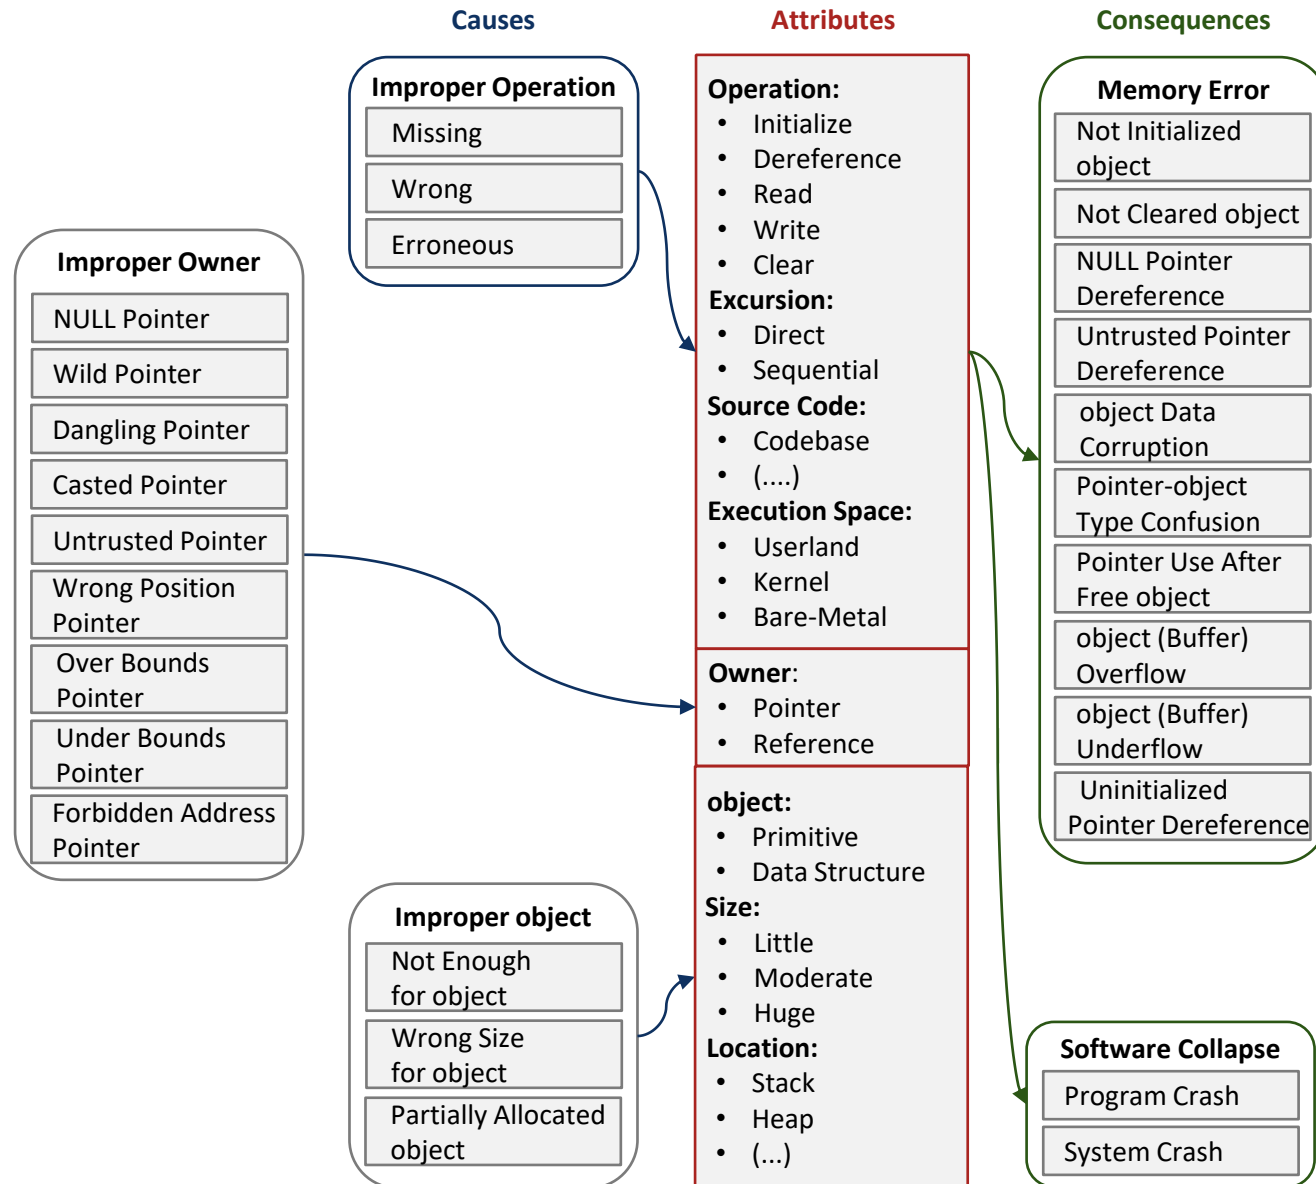 Causes
Attributes
Consequences
Improper Operation
Missing
Wrong
Erroneous
Improper Owner
NULL Pointer
Wild Pointer
Dangling Pointer
Casted Pointer
Untrusted Pointer
Wrong Position
Pointer
Over Bounds
Pointer
Under Bounds
Pointer
Forbidden Address
Pointer
Improper object
Not Enough
for object
Wrong Size
for object
Partially Allocated
object
Operation:
• Initialize
• Dereference
• Read
• Write
• Clear
Excursion:
• Direct
• Sequential
Source Code:
• Codebase
• (....)
Execution Space:
• Userland
• Kernel
• Bare-Metal
Owner:
• Pointer
• Reference
object:
• Primitive
• Data Structure
Size:
• Little
• Moderate
• Huge
Location:
• Stack
• Heap
• (...)
Memory Error
Not Initialized
object
Not Cleared object
NULL Pointer
Dereference
Untrusted Pointer
Dereference
object Data
Corruption
Pointer-object
Type Confusion
Pointer Use After
Free object
object (Buffer)
Overflow
object (Buffer)
Underflow
Uninitialized
Pointer Dereference
Software Collapse
Program Crash
System Crash